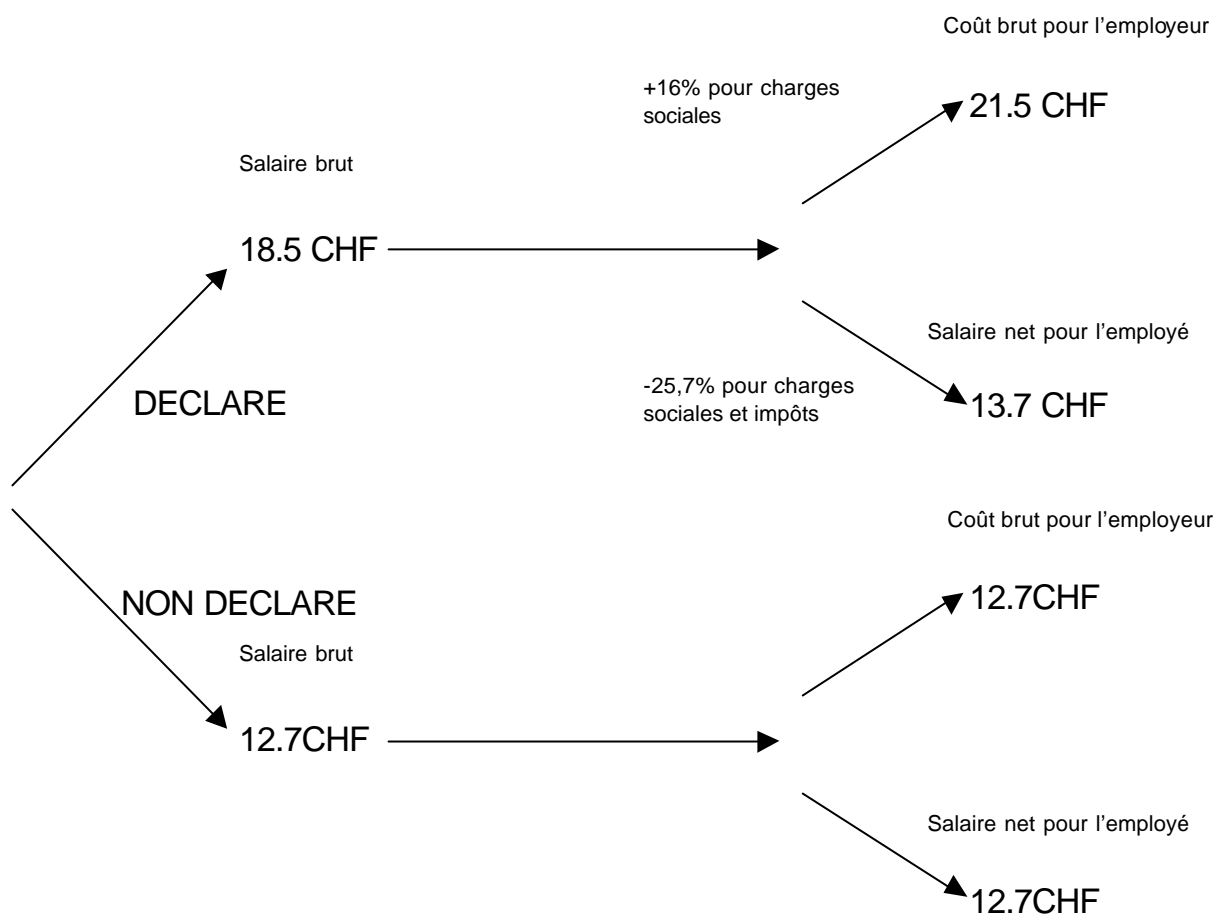 Coût brut pour l'employeur
+16% pour charges
sociales
21.5 CHF
Salaire brut
18.5 CHF
Salaire net pour l'employé
-25,7% pour charges
sociales et impôts
13.7 CHF
DECLARE
Coût brut pour l'employeur
NON DECLARE
12.7CHF
Salaire brut
12.7CHF
Salaire net pour l'employé
12.7CHF